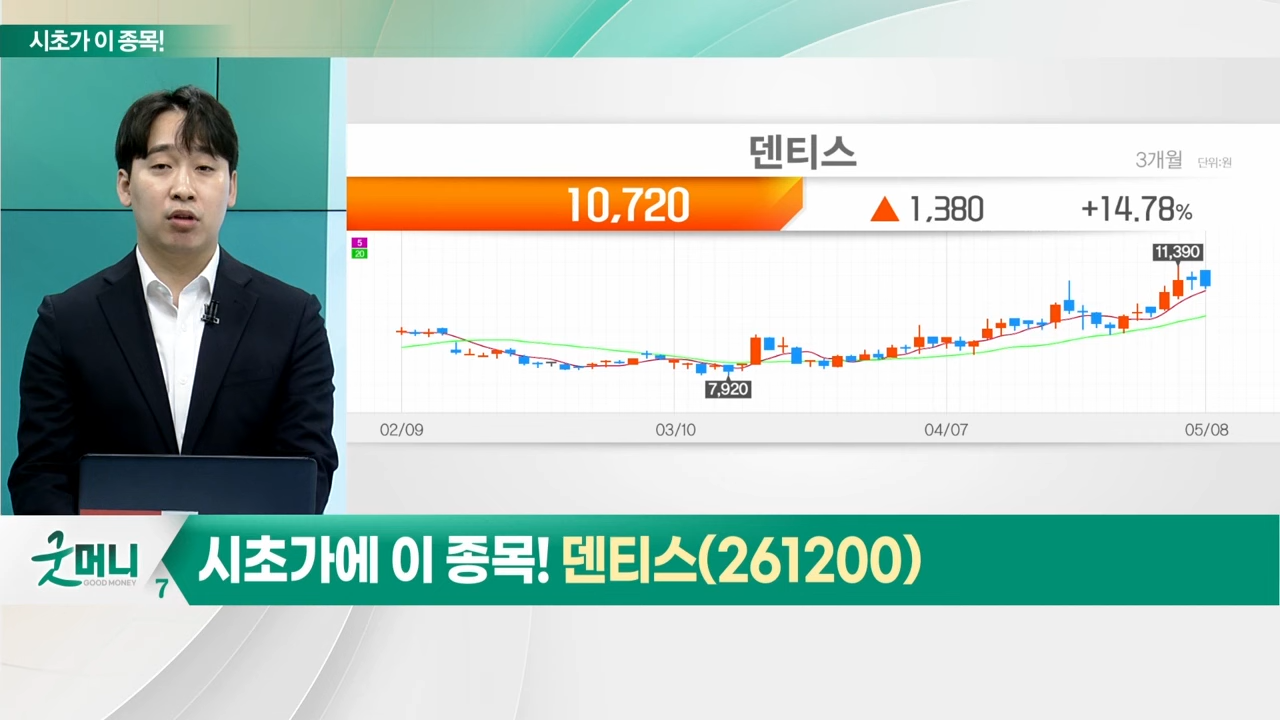 시초가 이 종목!
덴티스
3개월 단위:원
10,720 ▲ 1,380 +14.78%
5
20
11,390
7,920
02/09 03/10 04/07 05/08
굿머니
GOOD MONEY
7
시초가에 이 종목! 덴티스(261200)